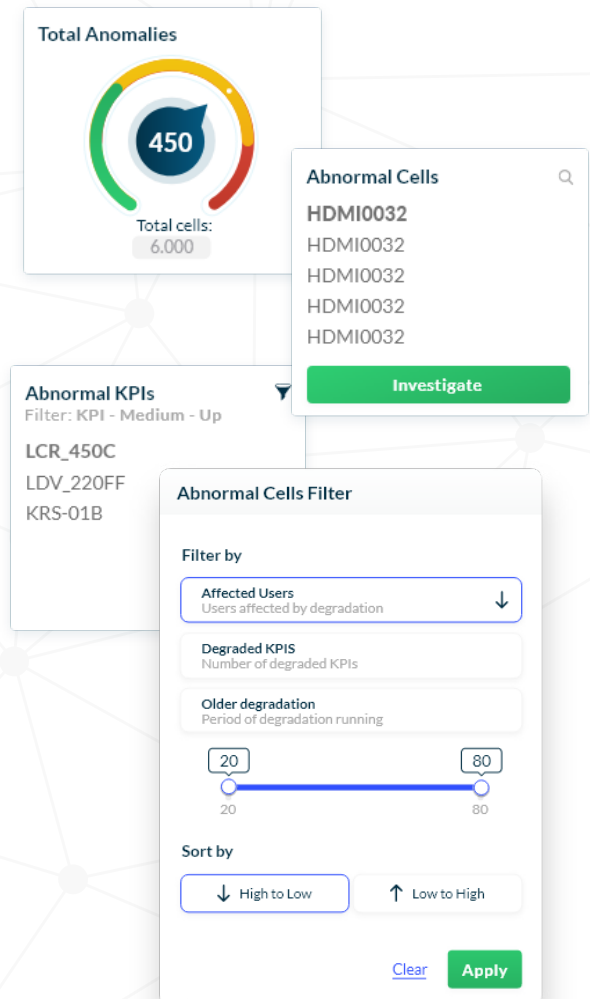 Total Anomalies
450
Total cells:
6.000
Abnormal Cells
HDMI0032
HDMI0032
HDMI0032
HDMI0032
HDMI0032
Investigate
Abnormal KPIs
Filter: KPI - Medium - Up
LCR_450C
LDV_220FF
KRS-01B
Abnormal Cells Filter
Filter by
Affected Users
Users affected by degradation
Degraded KPIS
Number of degraded KPIs
Older degradation
Period of degradation running
20 80
20 80
Sort by
High to Low Low to High
Clear Apply